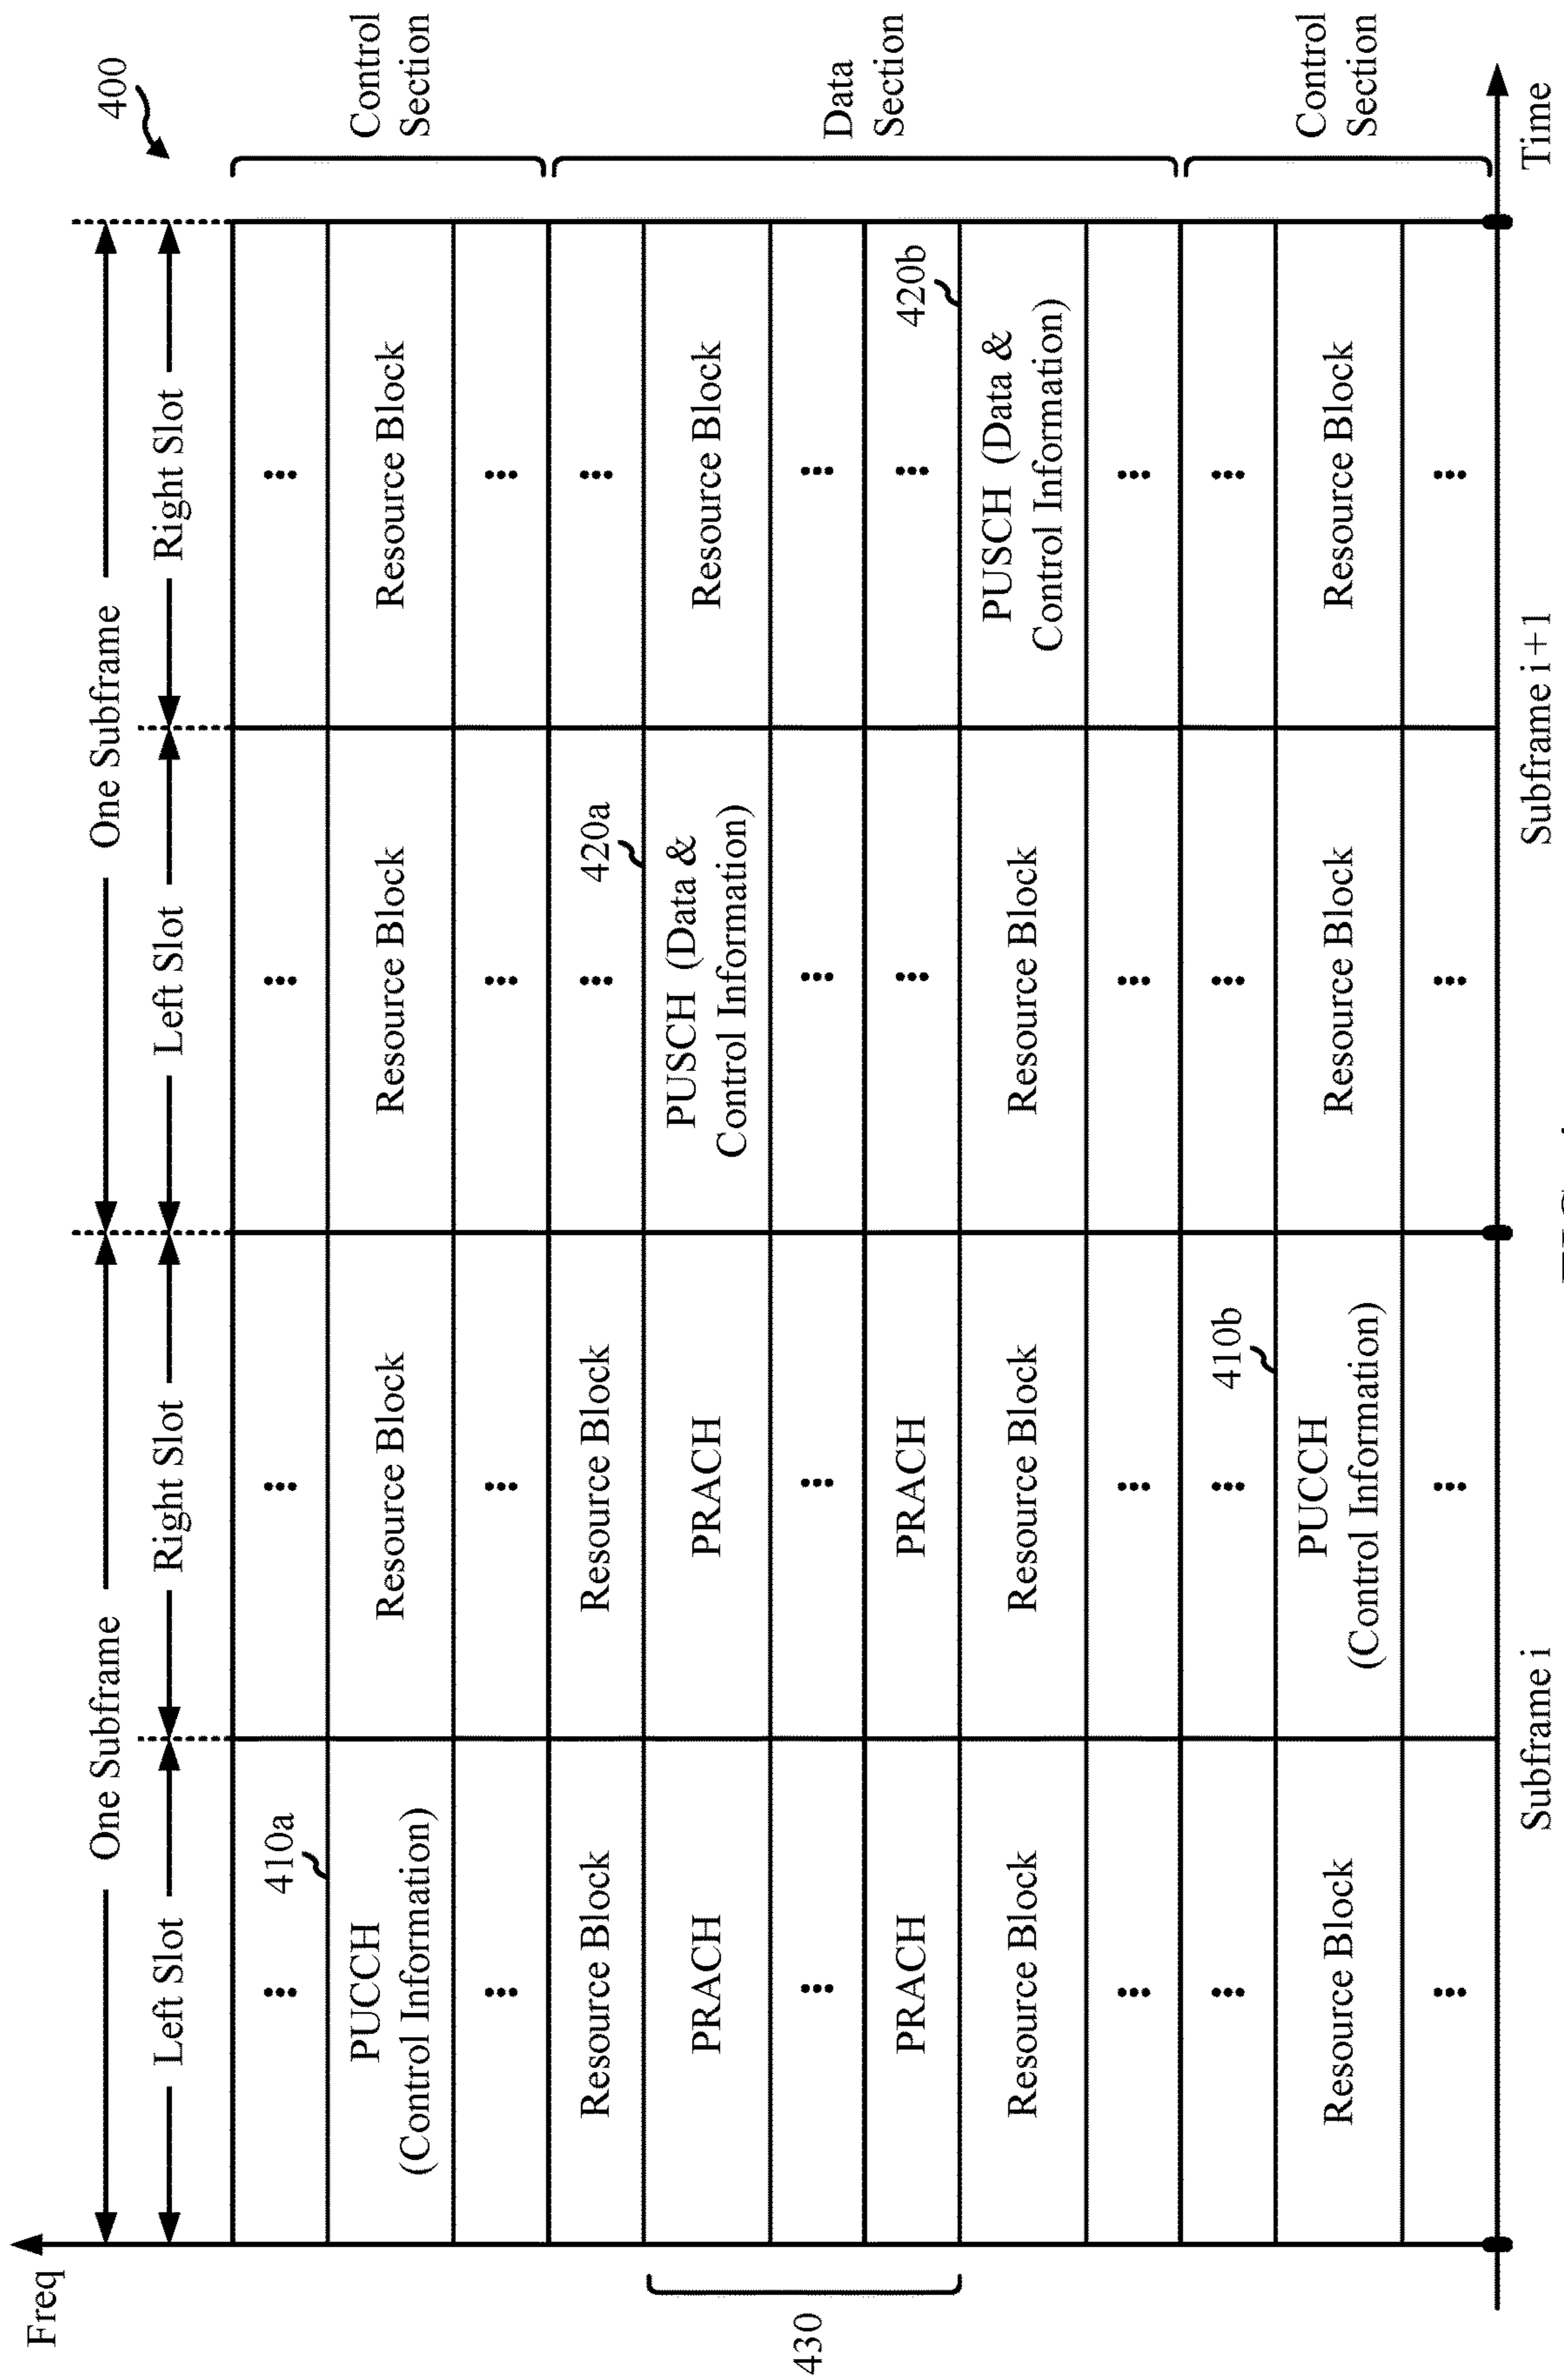 Freq
400
One Subframe
One Subframe
Left Slot
Right Slot
Left Slot
Right Slot
410a
PUCCH
(Control Information)
Resource Block
Resource Block
Resource Block
Control
Section
Resource Block
Resource Block
420a
430
PRACH
PRACH
PUSCH (Data &
Control Information)
Resource Block
Data
Section
PRACH
PRACH
420b
Resource Block
Resource Block
Resource Block
PUSCH (Data &
Control Information)
410b
Resource Block
PUCCH
(Control Information)
Resource Block
Resource Block
Control
Section
Subframe i
Subframe i+1
Time